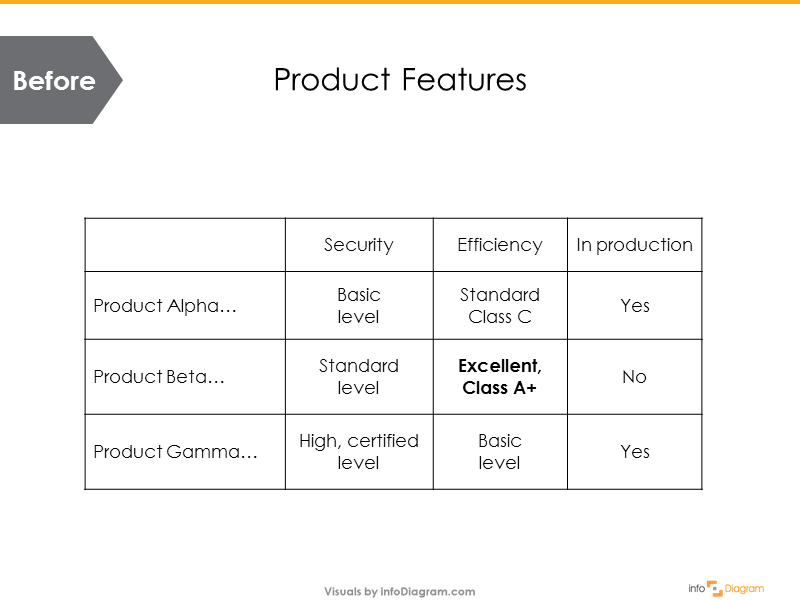 Before
Product Features
Security Efficiency In production
Product Alpha… Basic level Standard Class C Yes
Product Beta… Standard level Excellent, Class A+ No
Product Gamma… High, certified level Basic level Yes
Visuals by infoDiagram.com
info Diagram